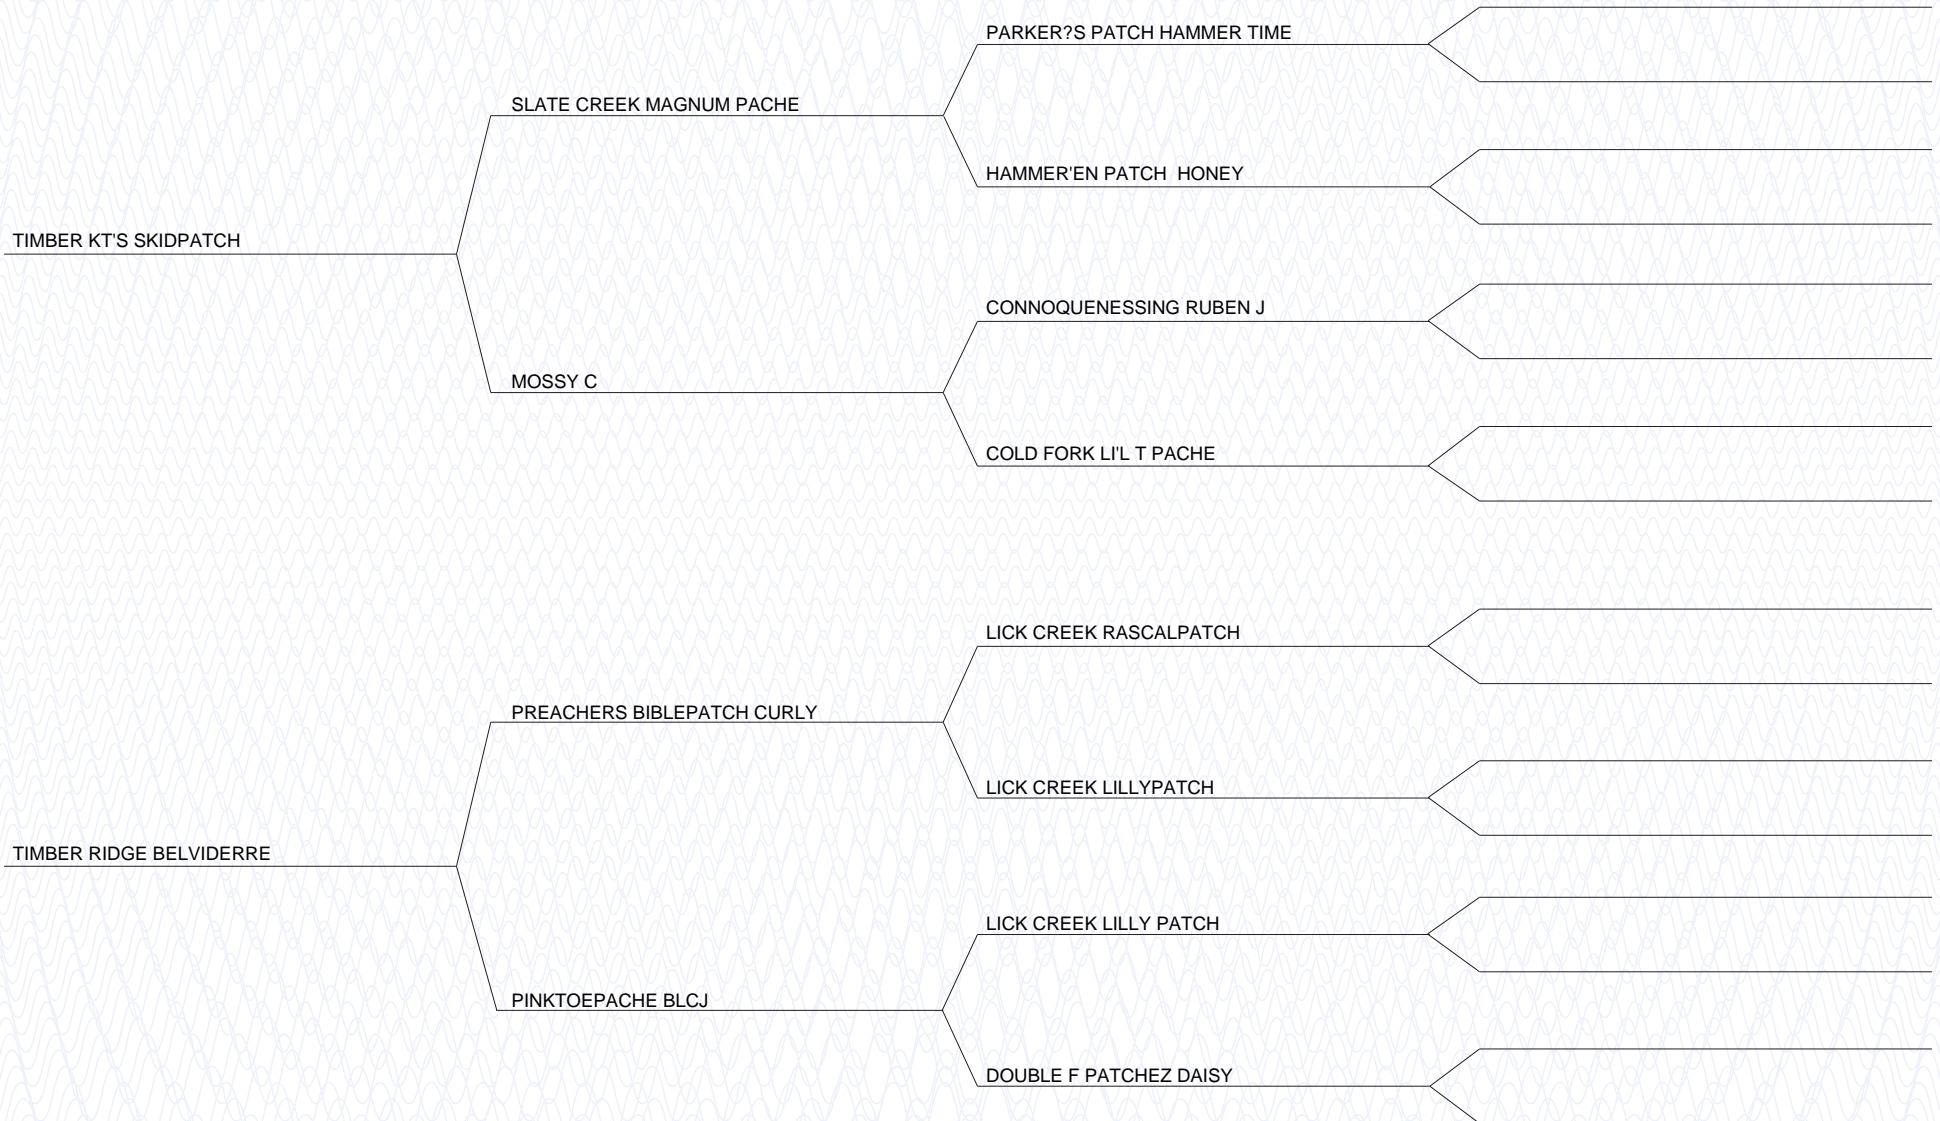 PARKER?S PATCH HAMMER TIME
SLATE CREEK MAGNUM PACHE
HAMMER'EN PATCH  HONEY
TIMBER KT'S SKIDPATCH
CONNOQUENESSING RUBEN J
MOSSY C
COLD FORK LI'L T PACHE
LICK CREEK RASCALPATCH
PREACHERS BIBLEPATCH CURLY
LICK CREEK LILLYPATCH
TIMBER RIDGE BELVIDERRE
LICK CREEK LILLY PATCH
PINKTOEPACHE BLCJ
DOUBLE F PATCHEZ DAISY